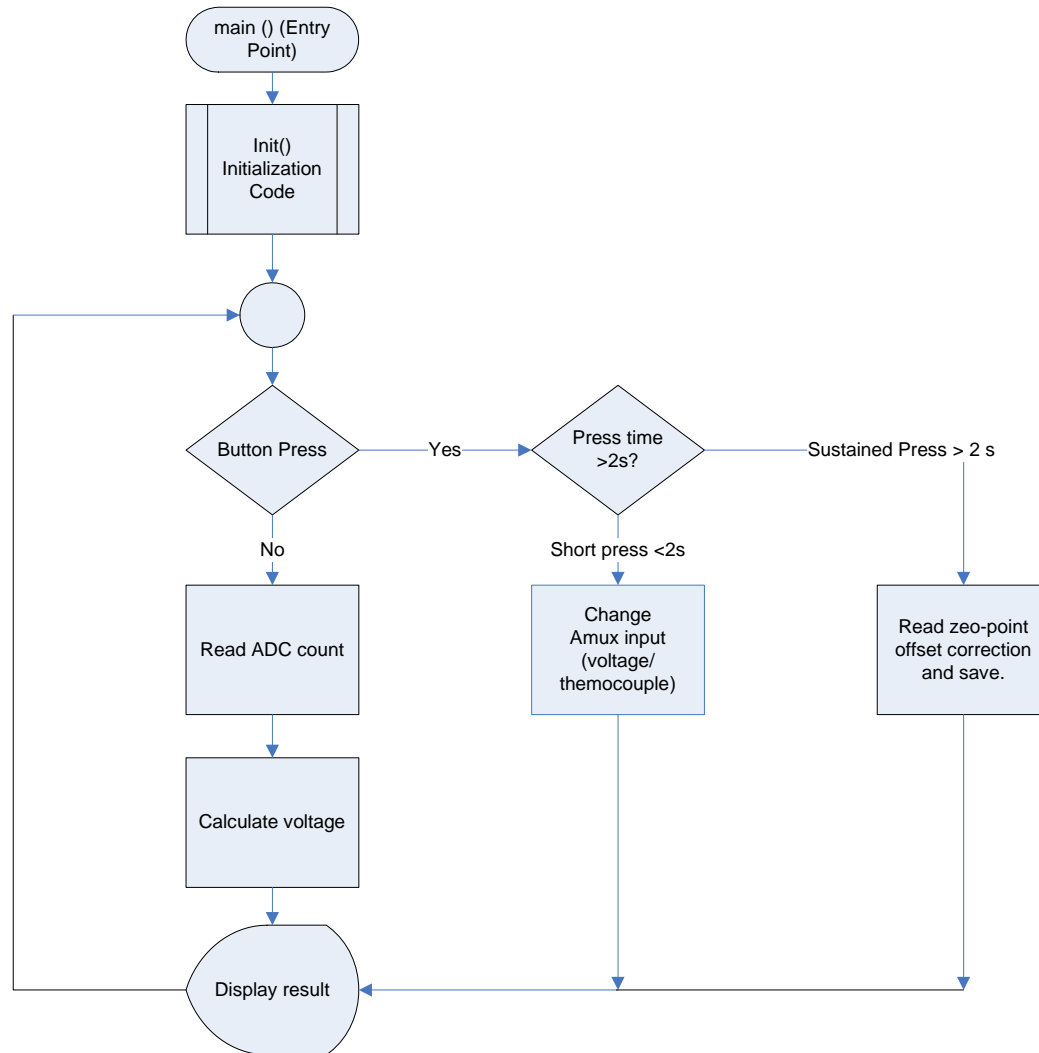 main () (Entry
Point)
Init()
Initialization
Code
Button Press
Yes
Press time
>2s?
Sustained Press > 2 s
No
Short press <2s
Read ADC count
Change
Amux input
(voltage/
themocouple)
Read zeo-point
offset correction
and save.
Calculate voltage
Display result